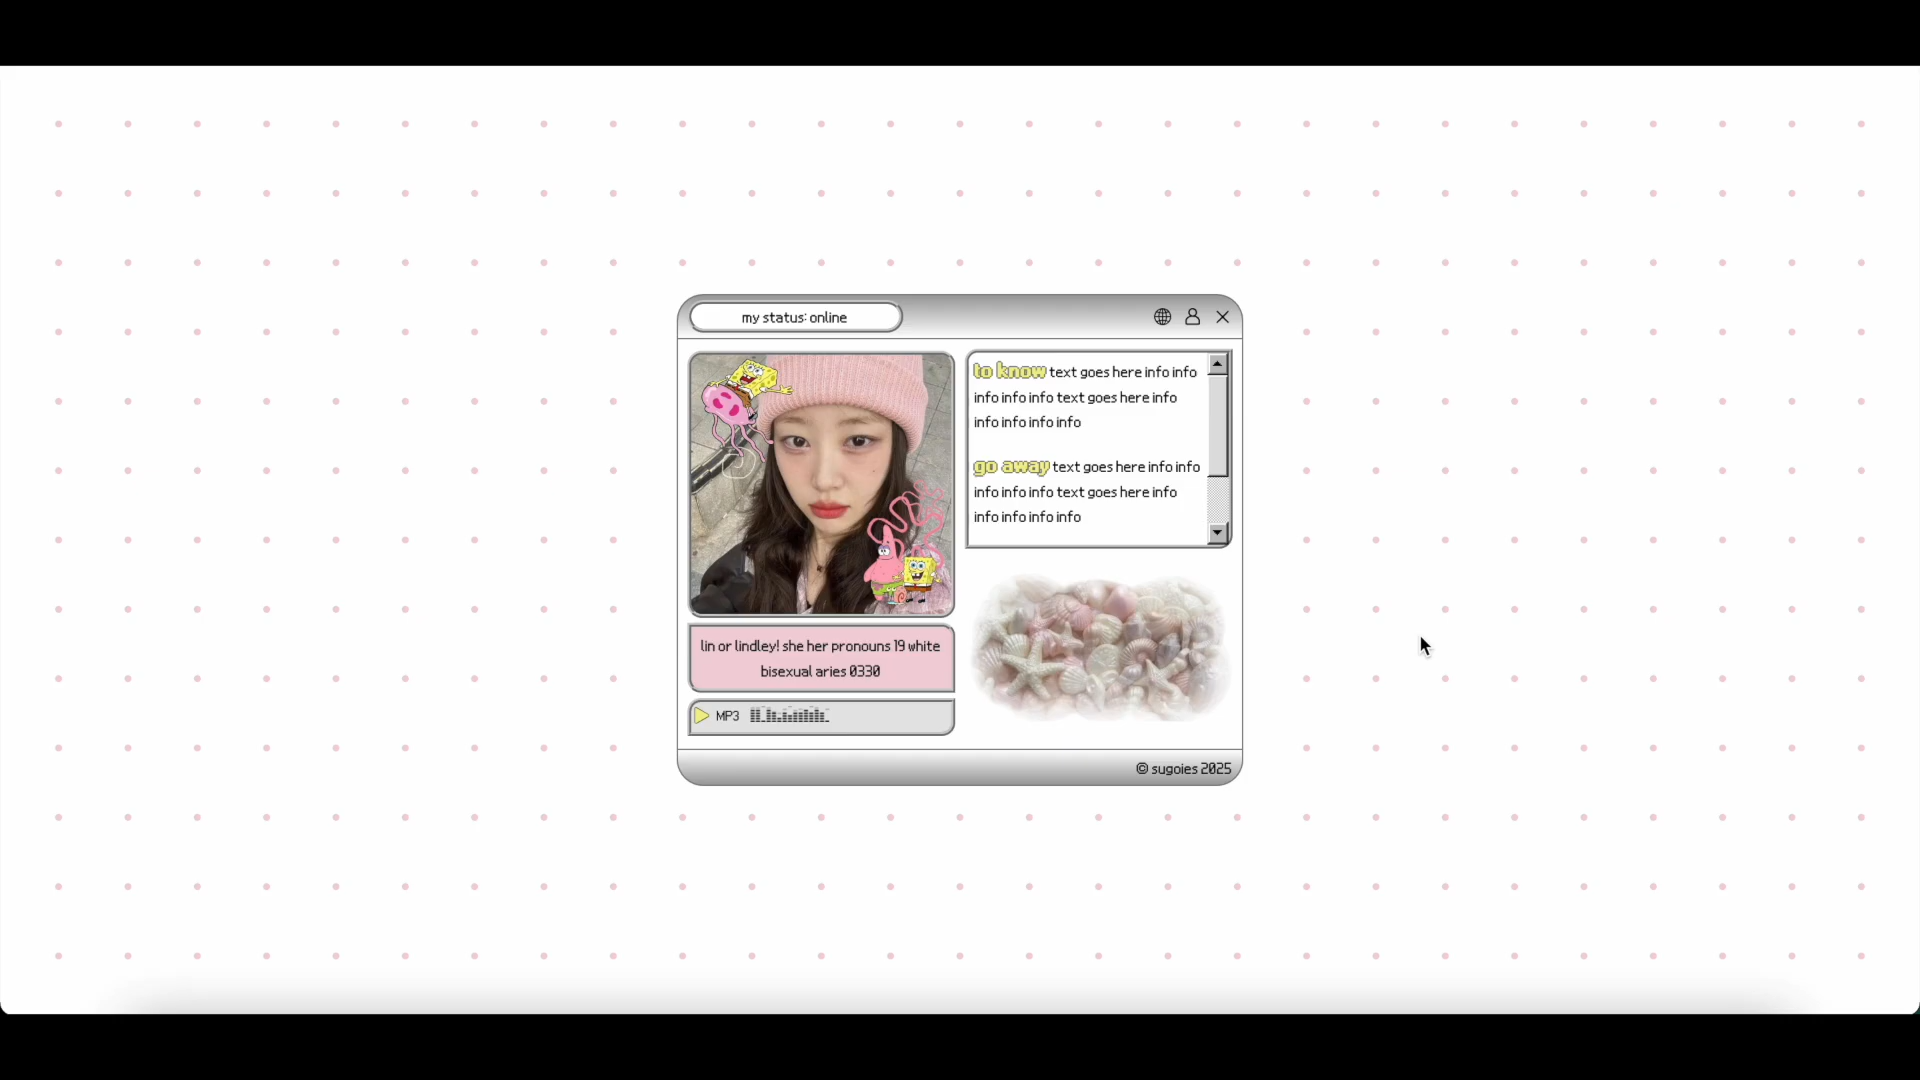 my status: online
to know text goes here info info
info info info text goes here info
info info info info
go away text goes here info info
info info info text goes here info
info info info info
lin or lindley! she her pronouns 19 white
bisexual aries 0330
MP3
© sugoies 2025